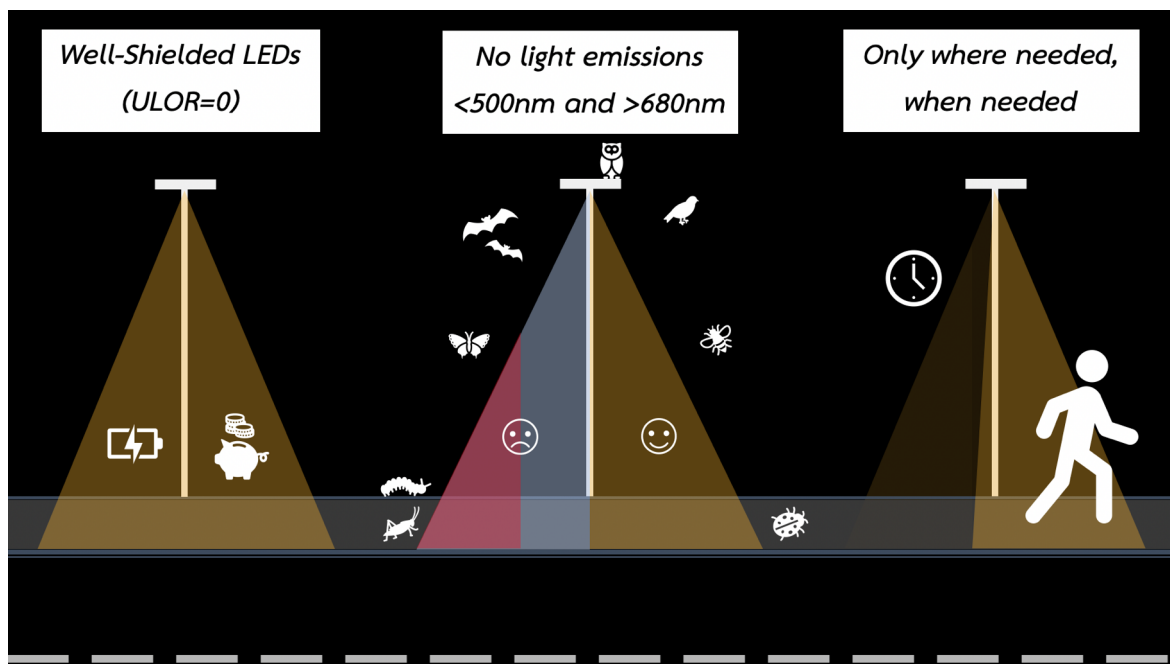 Well-Shielded LEDs
(ULOR=0)
No light emissions
<500nm and >680nm
Only where needed,
when needed